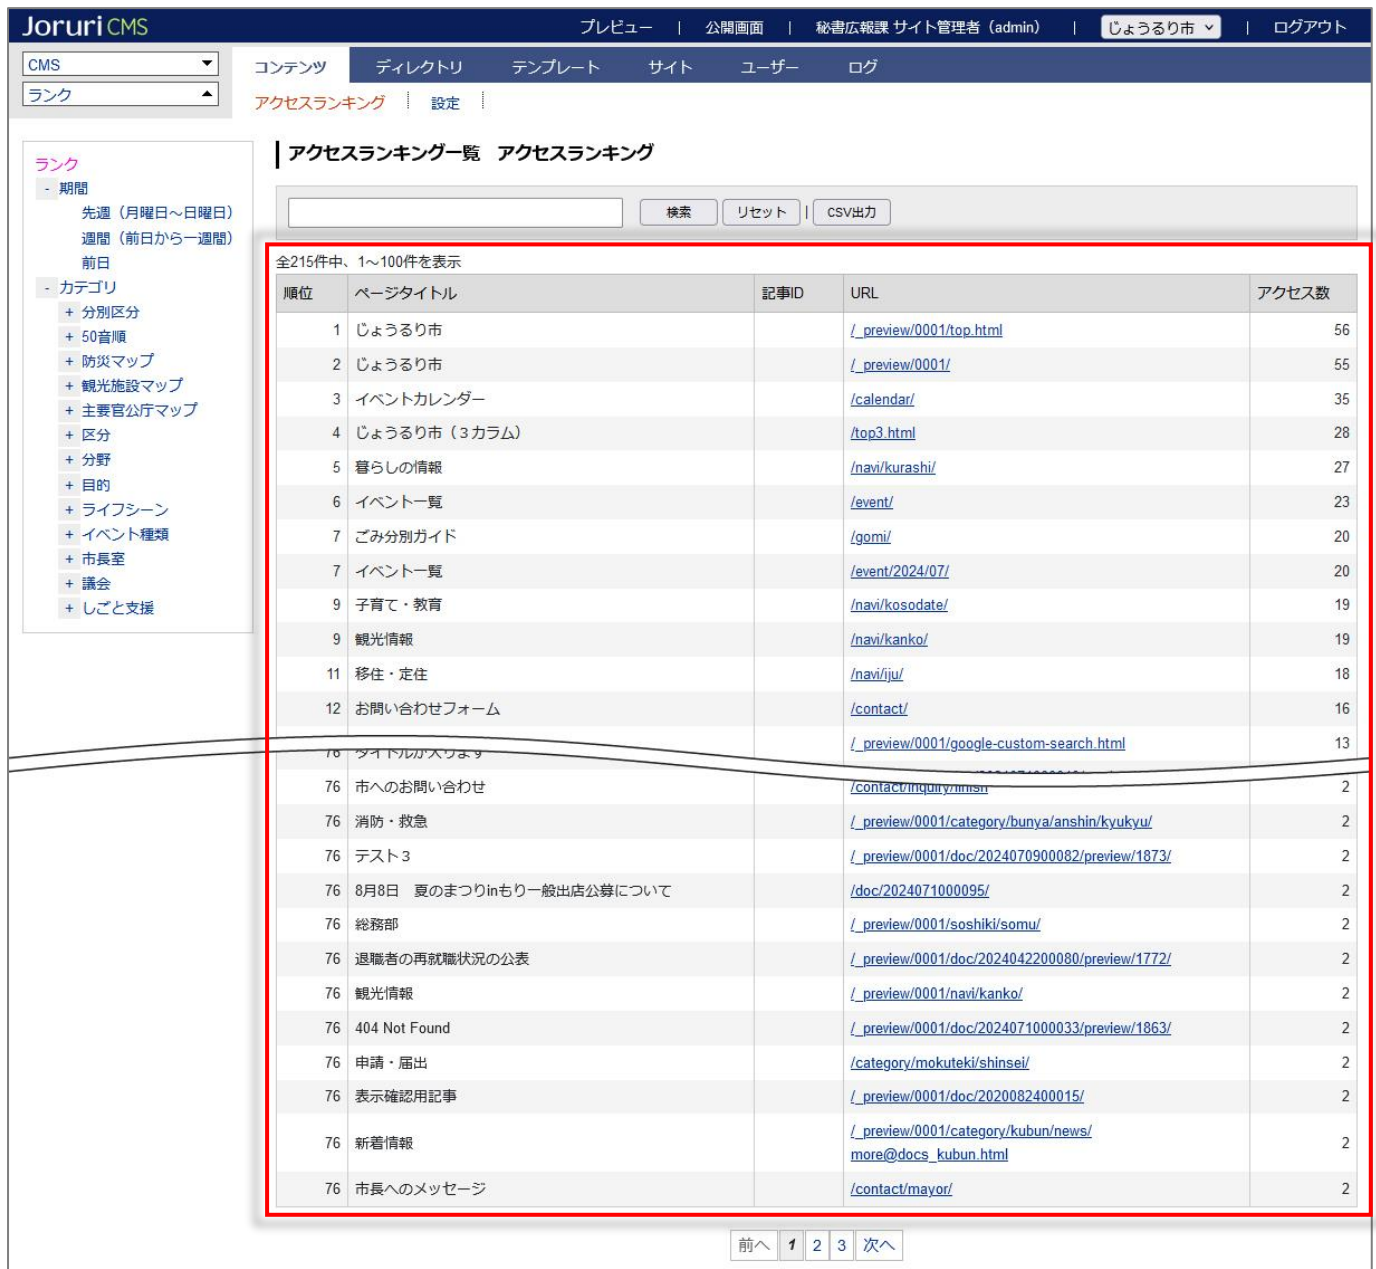 Joruri CMS
プレビュー | 公開画面 | 秘書広報課 サイト管理者（admin） | じょうるり市 | ログアウト
CMS
ランク
コンテンツ ディレクトリ テンプレート サイト ユーザー ログ
アクセスランキング 設定
ランク
- 期間
先週（月曜日～日曜日）
週間（前日から一週間）
前日
- カテゴリ
+ 分別区分
+ 50音順
+ 防災マップ
+ 観光施設マップ
+ 主要官公庁マップ
+ 区分
+ 分野
+ 目的
+ ライフシーン
+ イベント種類
+ 市長室
+ 議会
+ しごと支援
アクセスランキング一覧　アクセスランキング
検索 リセット | CSV出力
全215件中、1～100件を表示
順位 ページタイトル 記事ID URL アクセス数
1 じょうるり市 /_preview/0001/top.html 56
2 じょうるり市 /_preview/0001/ 55
3 イベントカレンダー /calendar/ 35
4 じょうるり市（３カラム） /top3.html 28
5 暮らしの情報 /navi/kurashi/ 27
6 イベント一覧 /event/ 23
7 ごみ分別ガイド /gomi/ 20
7 イベント一覧 /event/2024/07/ 20
9 子育て・教育 /navi/kosodate/ 19
9 観光情報 /navi/kanko/ 19
11 移住・定住 /navi/iju/ 18
12 お問い合わせフォーム /contact/ 16
/_preview/0001/google-custom-search.html 13
76 タイトルが入ります
76 市へのお問い合わせ /contact/inquiry/finish 2
76 消防・救急 /_preview/0001/category/bunya/anshin/kyukyu/ 2
76 テスト３ /_preview/0001/doc/2024070900082/preview/1873/ 2
76 8月8日　夏のまつりinもり一般出店公募について /doc/2024071000095/ 2
76 総務部 /_preview/0001/soshiki/somu/ 2
76 退職者の再就職状況の公表 /_preview/0001/doc/2024042200080/preview/1772/ 2
76 観光情報 /_preview/0001/navi/kanko/ 2
76 404 Not Found /_preview/0001/doc/2024071000033/preview/1863/ 2
76 申請・届出 /category/mokuteki/shinsei/ 2
76 表示確認用記事 /_preview/0001/doc/2020082400015/ 2
76 新着情報 /_preview/0001/category/kubun/news/ 2
more@docs_kubun.html
76 市長へのメッセージ /contact/mayor/ 2
前へ 1 2 3 次へ